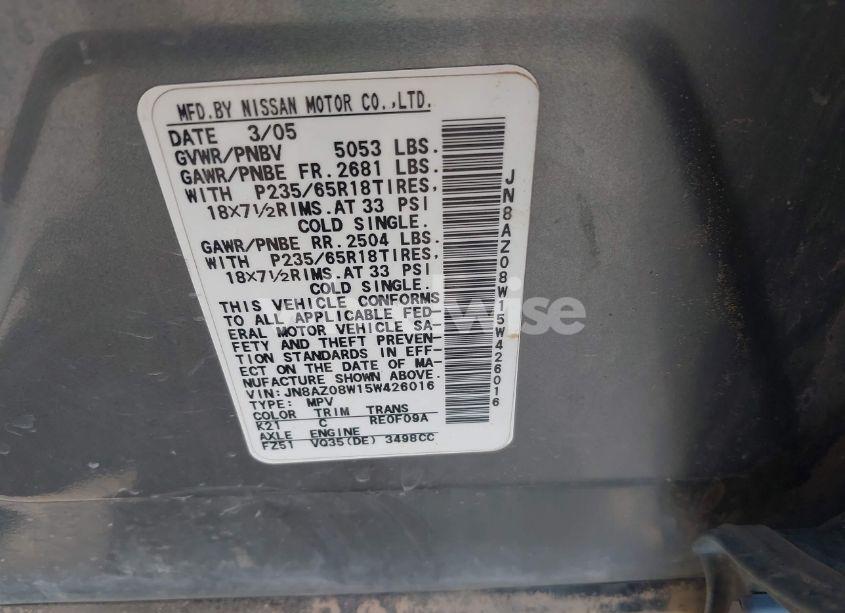 MFD.BY NISSAN MOTOR CO.,LTD.
DATE 3/05
GVWR/PNBV 5053 LBS.
GAWR/PNBE FR.2681 LBS.
WITH P235/65R18TIRES,
18X7½RIMS.AT 33 PSI
COLD SINGLE.
GAWR/PNBE RR.2504 LBS.
WITH P235/65R18TIRES,
18X7½RIMS.AT 33 PSI
COLD SINGLE.
THIS VEHICLE CONFORMS
TO ALL APPLICABLE FED-
ERAL MOTOR VEHICLE SA-
FETY AND THEFT PREVEN-
TION STANDARDS IN EFF-
ECT ON THE DATE OF MA-
NUFACTURE SHOWN ABOVE.
VIN:JN8AZ08W15W426016
TYPE: MPV
COLOR TRIM TRANS
K21 C RE0F09A
AXLE ENGINE
FZ51 VQ35(DE) 3498CC
JN8AZ08W15W426016